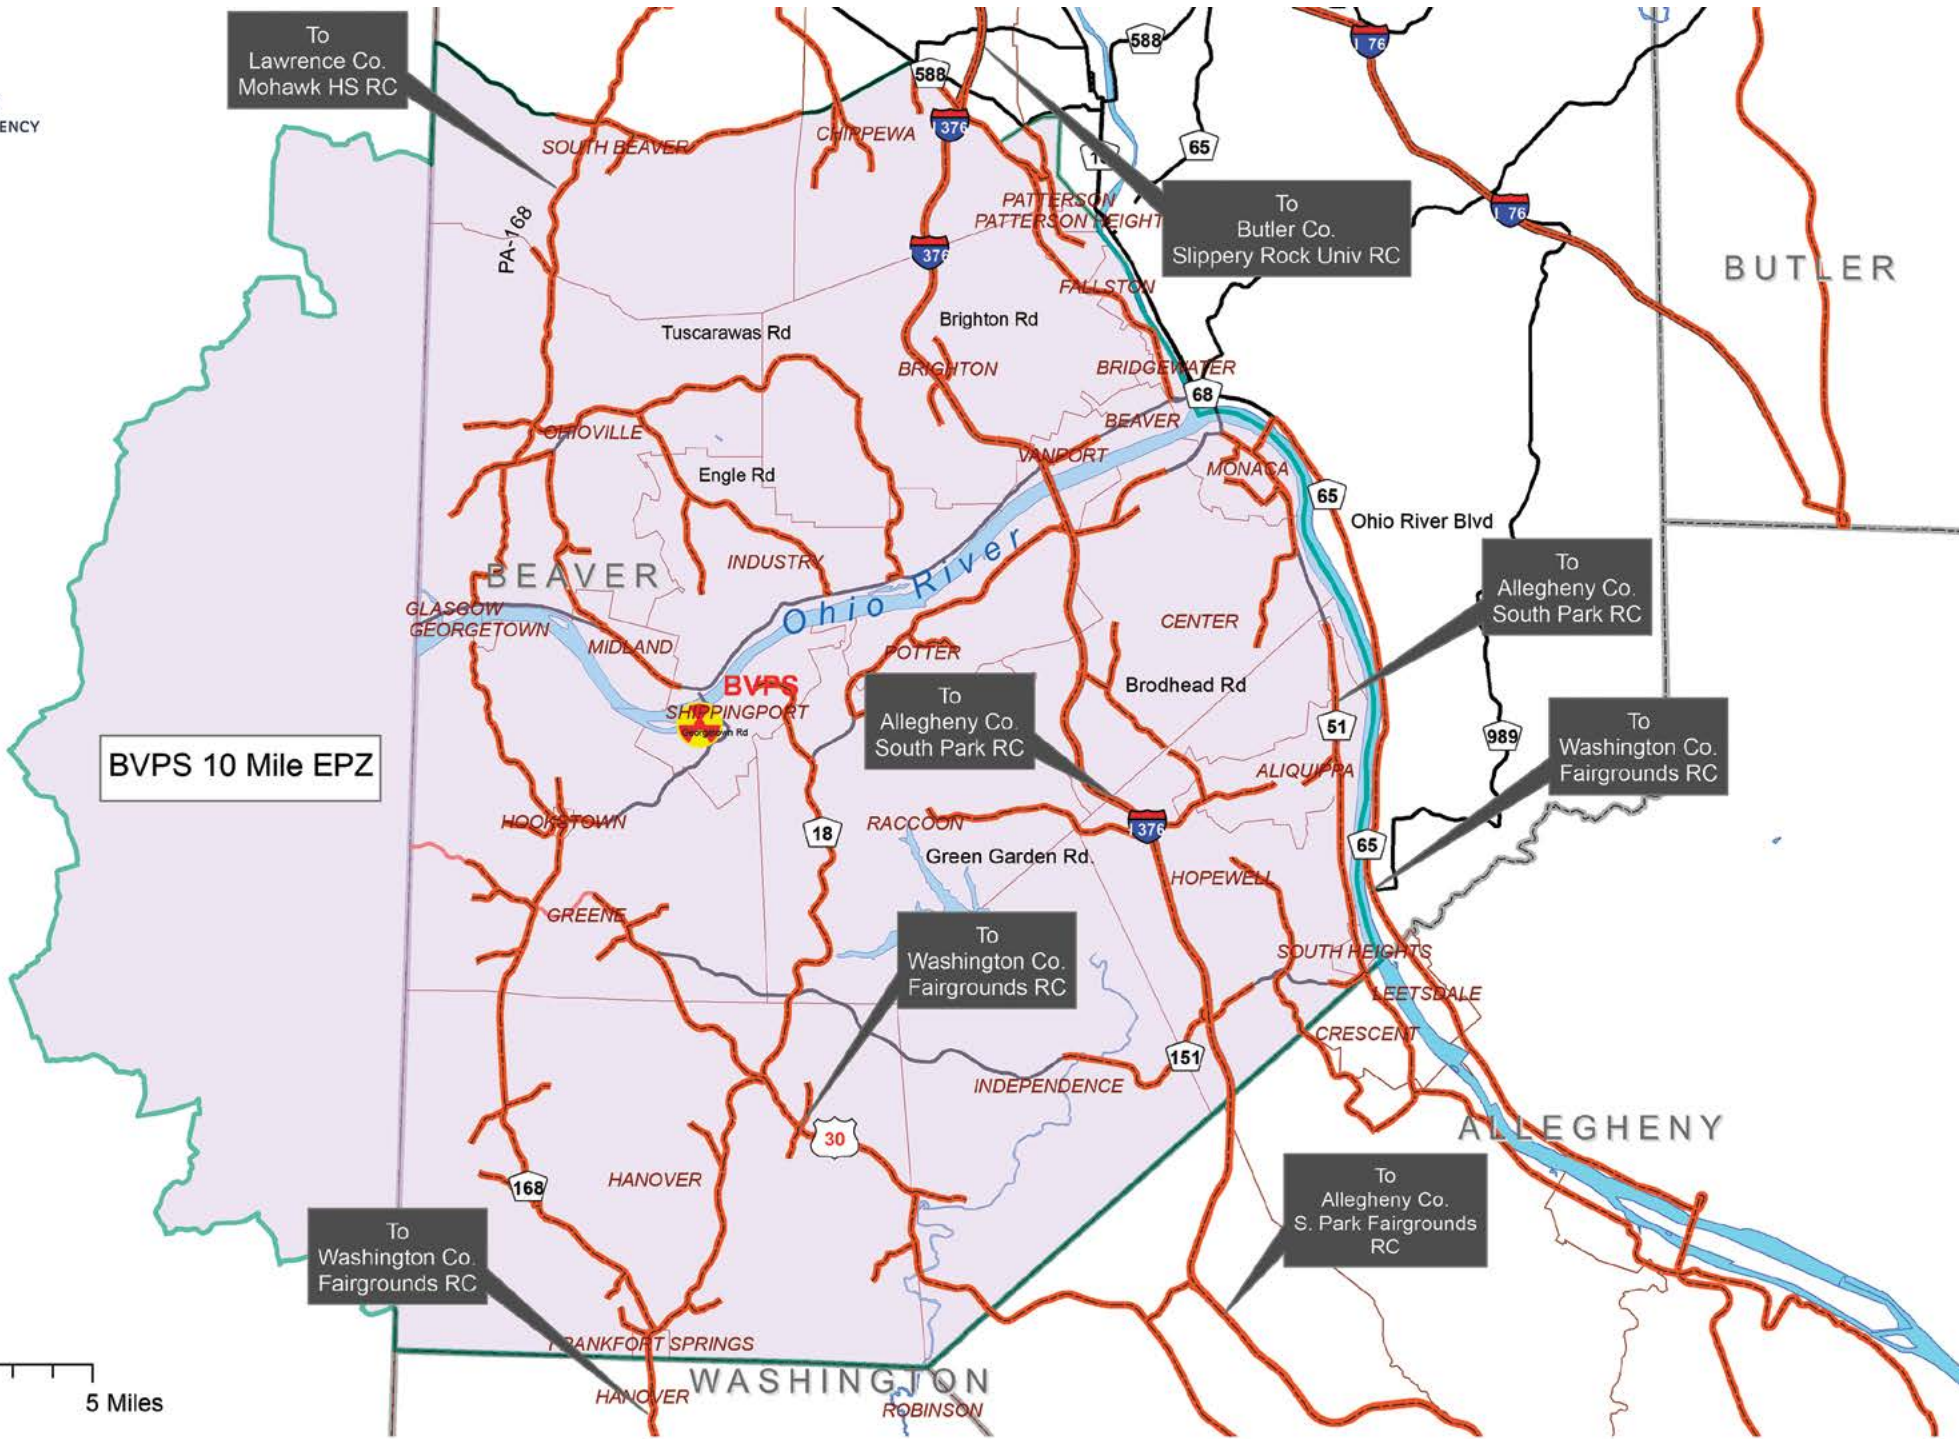 To
Lawrence Co.
Mohawk HS RC
ENCY
588
588
I 76
I 376
CHIPPEWA
SOUTH BEAVER
65
PATTERSON
PATTERSON HEIGHT
To
Butler Co.
Slippery Rock Univ RC
I 76
BUTLER
PA-168
376
FALLSTON
Tuscarawas Rd
Brighton Rd
BRIGHTON
BRIDGEWATER
68
BEAVER
OHIOVILLE
VANPORT
MONACA
Engle Rd
65
Ohio River Blvd
INDUSTRY
Ohio River
BEAVER
To
Allegheny Co.
South Park RC
GLASGOW
GEORGETOWN
MIDLAND
CENTER
POTTER
BVPS
SHIPPINGPORT
Georgetown Rd
Brodhead Rd
To
Allegheny Co.
South Park RC
51
989
To
Washington Co.
Fairgrounds RC
BVPS 10 Mile EPZ
ALIQUIPPA
HOOKSTOWN
18
RACCOON
I 376
65
Green Garden Rd.
HOPEWELL
GREENE
To
Washington Co.
Fairgrounds RC
SOUTH HEIGHTS
LEETSDALE
CRESCENT
151
INDEPENDENCE
ALLEGHENY
30
HANOVER
168
To
Allegheny Co.
S. Park Fairgrounds
RC
To
Washington Co.
Fairgrounds RC
FRANKFORT SPRINGS
WASHINGTON
HANOVER
ROBINSON
5 Miles